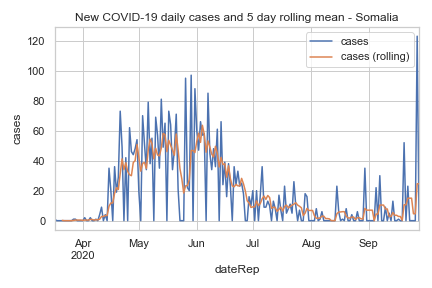 New COVID-19 daily cases and 5 day rolling mean - Somalia
cases
cases (rolling)
120
100
80
60
40
20
0
cases
Apr
2020
May
Jun
Jul
Aug
Sep
dateRep